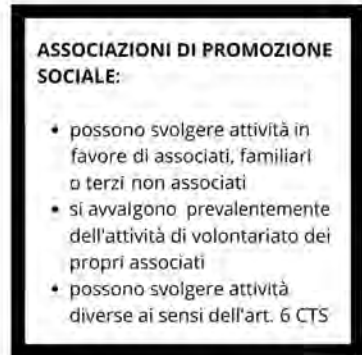 ASSOCIAZIONI DI PROMOZIONE
SOCIALE:
• possono svolgere attività in
favore di associati, familiari
o terzi non associati
• si avvalgono prevalentemente
dell'attività di volontariato dei
propri associati
• possono svolgere attività
diverse ai sensi dell'art. 6 CTS